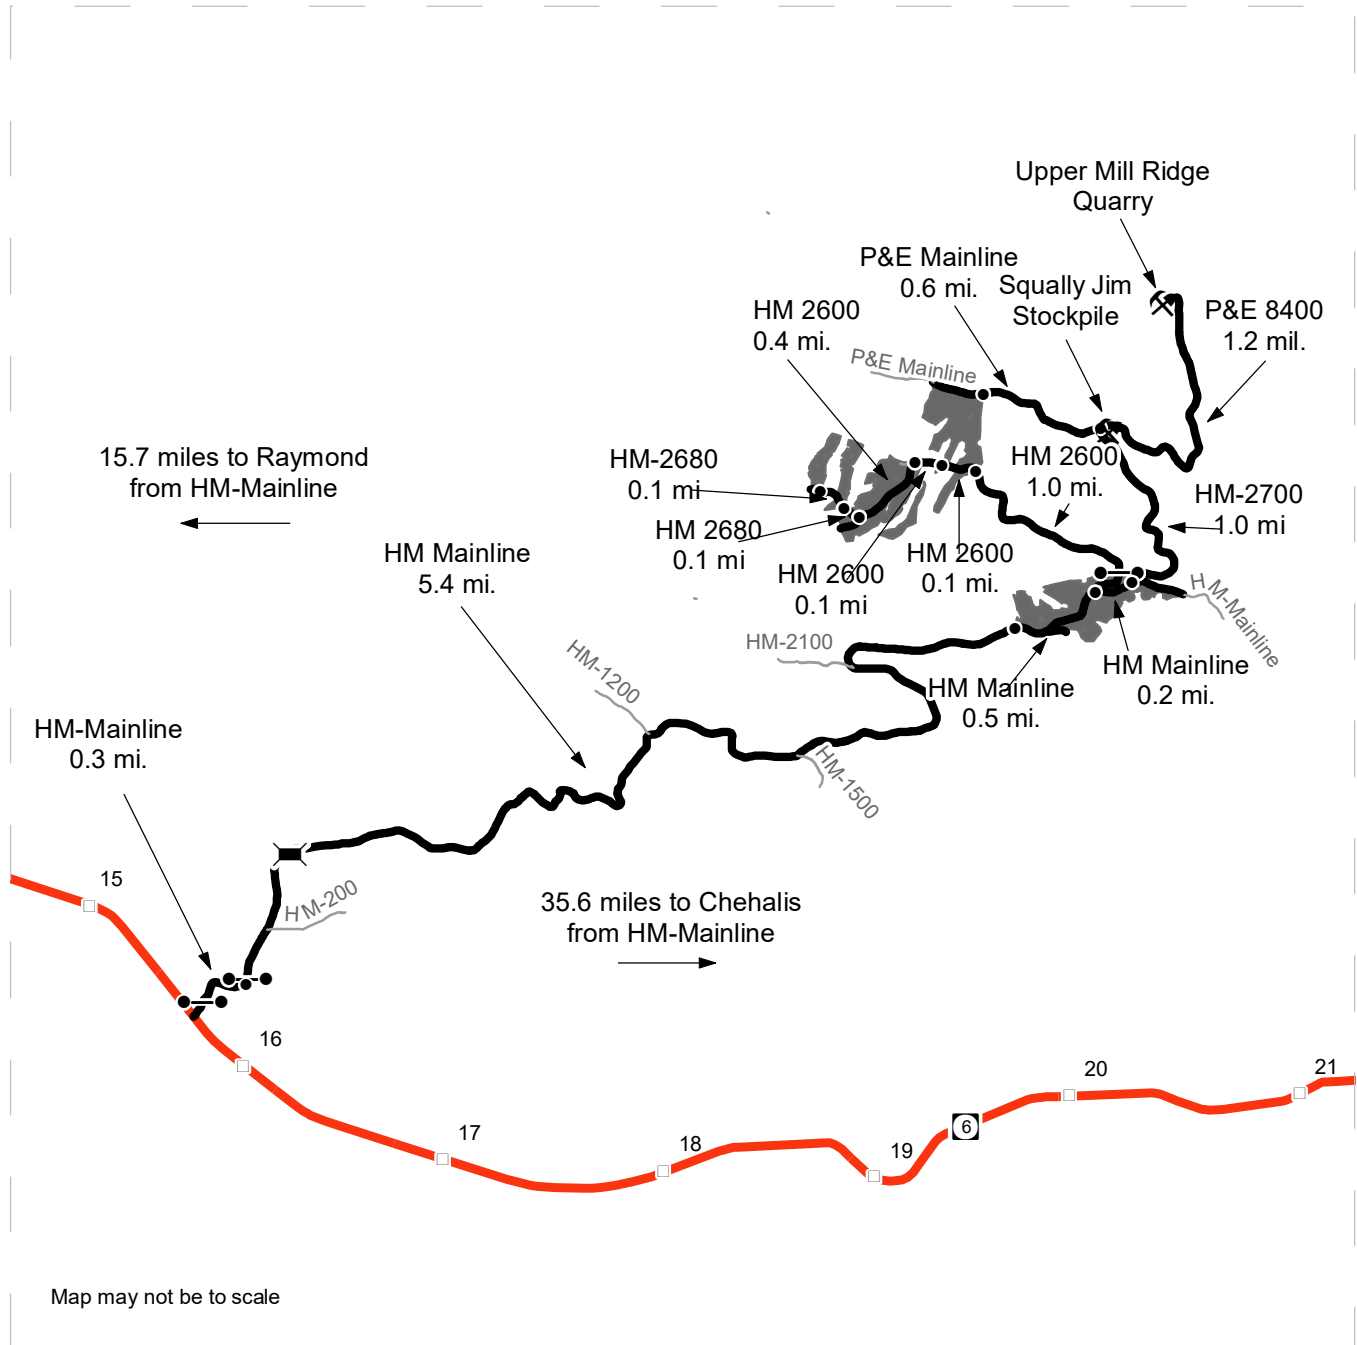 Upper Mill Ridge
Quarry
P&E Mainline
0.6 mi.
Squally Jim
Stockpile
HM 2600
0.4 mi.
P&E 8400
1.2 mil.
P&E Mainline
15.7 miles to Raymond
from HM-Mainline
HM-2680
0.1 mi
HM 2600
1.0 mi.
HM-2700
1.0 mi
HM 2680
0.1 mi
HM Mainline
5.4 mi.
HM 2600
0.1 mi
HM 2600
0.1 mi.
HM-Mainline
HM-2100
HM-1200
HM Mainline
0.2 mi.
HM Mainline
0.5 mi.
HM-Mainline
0.3 mi.
HM-1500
15
HM-200
35.6 miles to Chehalis
from HM-Mainline
16
17
18
19
6
20
21
Map may not be to scale